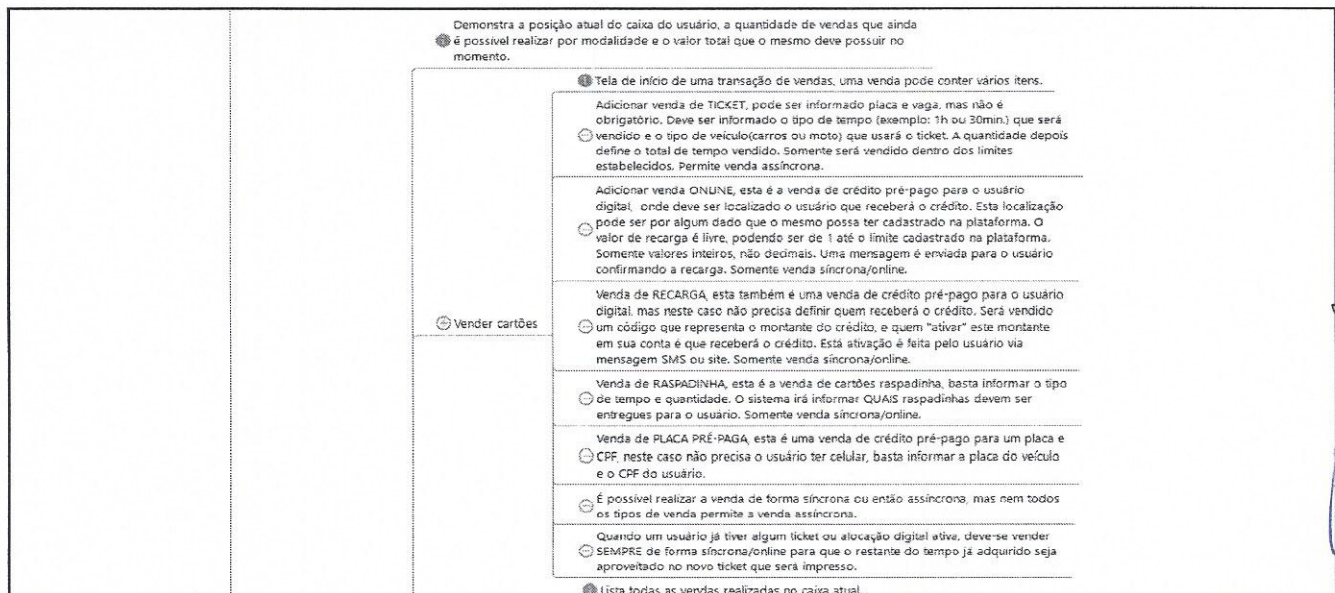 Demonstra a posição atual do caixa do usuário, a quantidade de vendas que ainda
é possível realizar por modalidade e o valor total que o mesmo deve possuir no
momento.
Tela de início de uma transação de vendas, uma venda pode conter vários itens.
Adicionar venda de TICKET, pode ser informado placa e vaga, mas não é
obrigatório. Deve ser informado o tipo de tempo (exemplo: 1h ou 30min.) que será
vendido e o tipo de veículo(carros ou moto) que usará o ticket. A quantidade depois
define o total de tempo vendido. Somente será vendido dentro dos limites
estabelecidos. Permite venda assíncrona.
Adicionar venda ONLINE, esta é a venda de crédito pré-pago para o usuário
digital, onde deve ser localizado o usuário que receberá o crédito. Esta localização
pode ser por algum dado que o mesmo possa ter cadastrado na plataforma. O
valor de recarga é livre, podendo ser de 1 até o limite cadastrado na plataforma.
Somente valores inteiros, não decimais. Uma mensagem é enviada para o usuário
confirmando a recarga. Somente venda síncrona/online.
Vender cartões
Venda de RECARGA, esta também é uma venda de crédito pré-pago para o usuário
digital, mas neste caso não precisa definir quem receberá o crédito. Será vendido
um código que representa o montante do crédito, e quem "ativar" este montante
em sua conta é que receberá o crédito. Está ativação é feita pelo usuário via
mensagem SMS ou site. Somente venda síncrona/online.
Venda de RASPADINHA, esta é a venda de cartões raspadinha, basta informar o tipo
de tempo e quantidade. O sistema irá informar QUAIS raspadinhas devem ser
entregues para o usuário. Somente venda síncrona/online.
Venda de PLACA PRÉ-PAGA, esta é uma venda de crédito pré-pago para um placa e
CPF, neste caso não precisa o usuário ter celular, basta informar a placa do veículo
e o CPF do usuário.
É possível realizar a venda de forma síncrona ou então assíncrona, mas nem todos
os tipos de venda permite a venda assíncrona.
Quando um usuário já tiver algum ticket ou alocação digital ativa, deve-se vender
SEMPRE de forma síncrona/online para que o restante do tempo já adquirido seja
aproveitado no novo ticket que será impresso.
Lista todas as vendas realizadas no caixa atual.